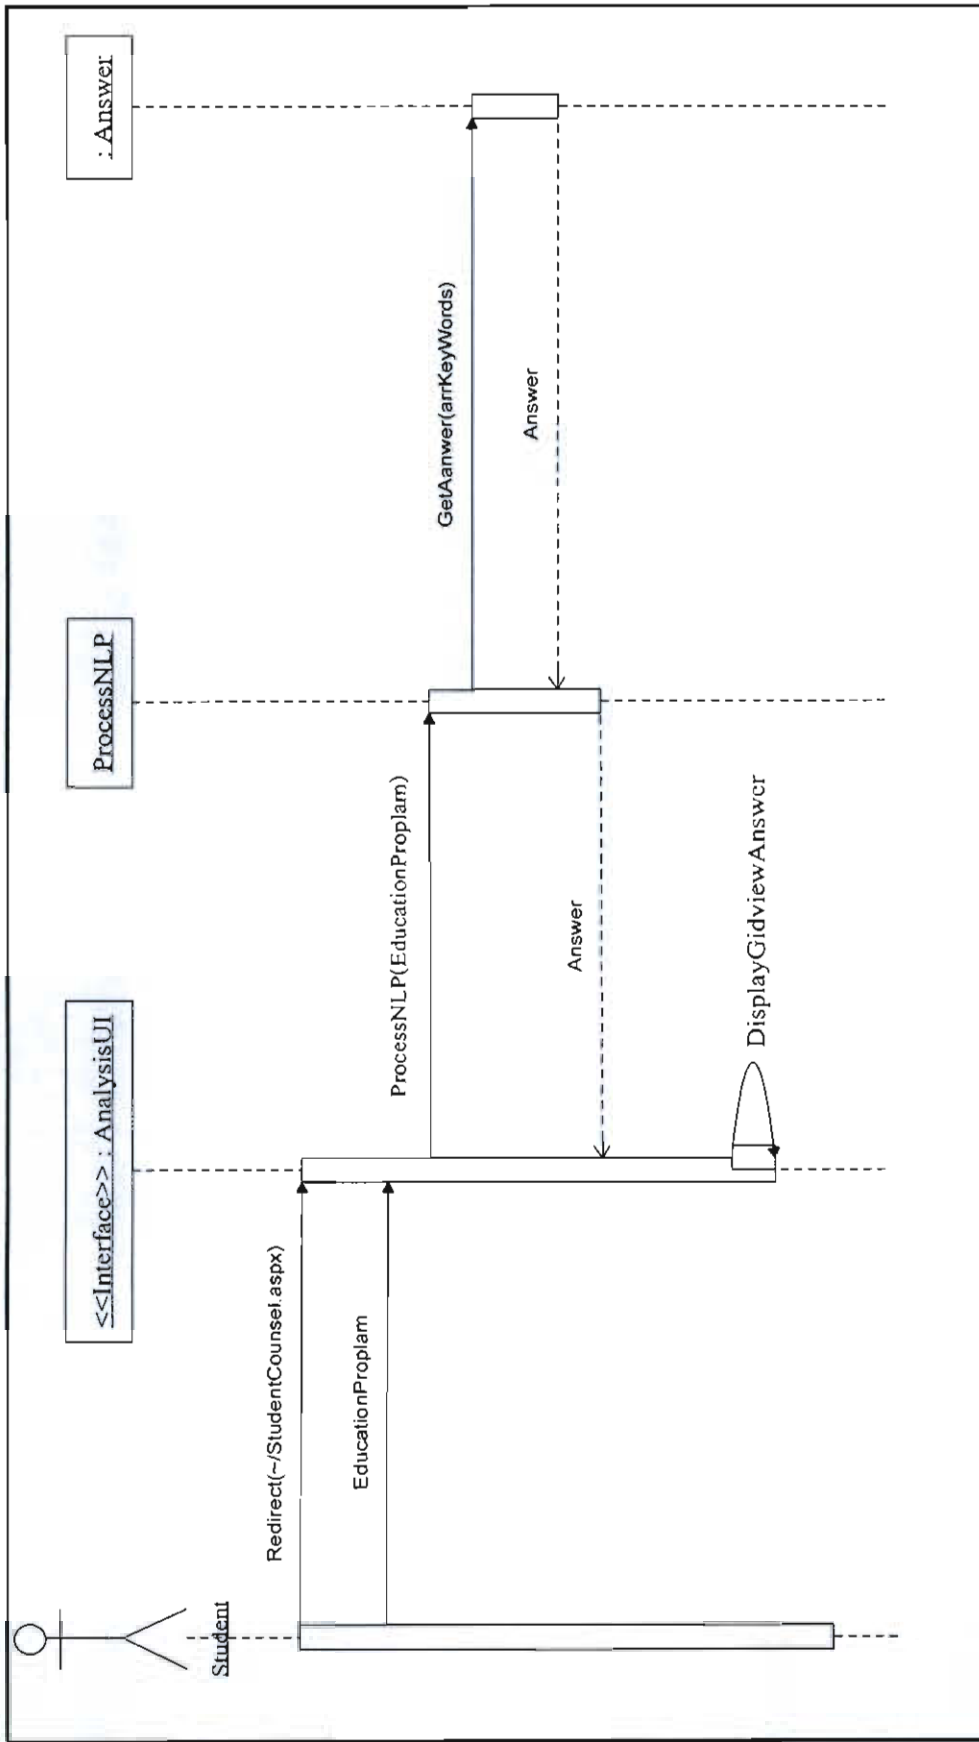 Student
<<Interface>> : AnalysisUI
ProcessNLP
: Answer
Redirect(~/StudentCounsel.aspx)
EducationProplam
ProcessNLP(EducationProplam)
GetAanwer(arrKeyWords)
Answer
Answer
DisplayGidviewAnswer